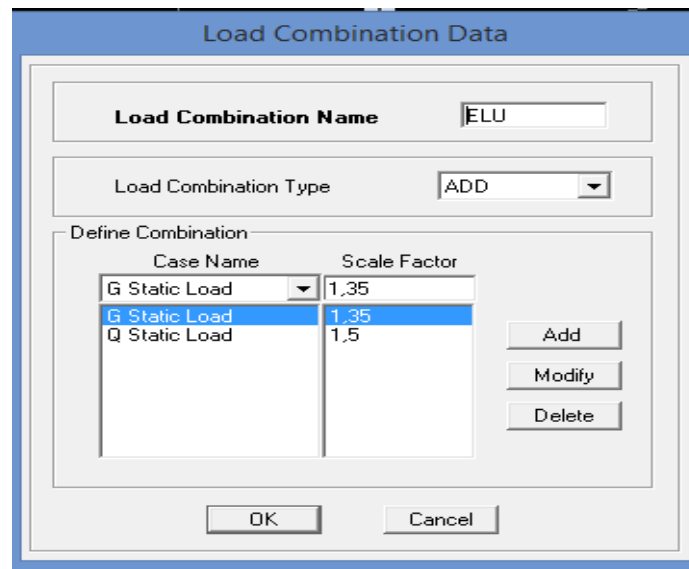 Load Combination Data
Load Combination Name ELU
Load Combination Type ADD
Define Combination
Case Name Scale Factor
G Static Load 1,35
G Static Load 1,35
Q Static Load 1,5
Add
Modify
Delete
OK Cancel